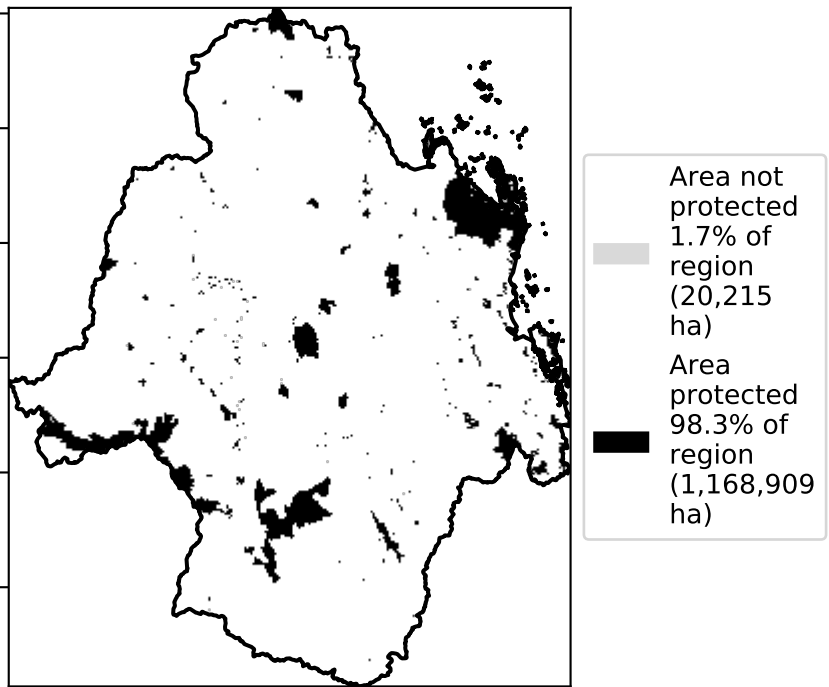 Area not
protected
1.7% of
region
(20,215
ha)
Area
protected
98.3% of
region
(1,168,909
ha)